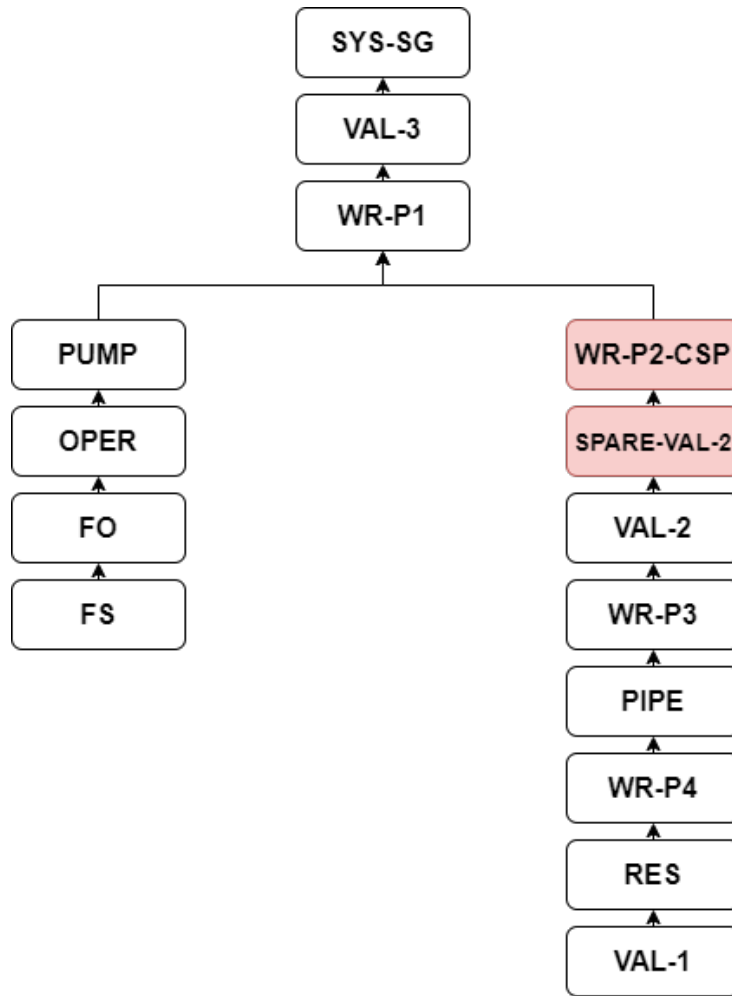 SYS-SG
VAL-3
WR-P1
PUMP
OPER
FO
FS
WR-P2-CSP
SPARE-VAL-2
VAL-2
WR-P3
PIPE
WR-P4
RES
VAL-1